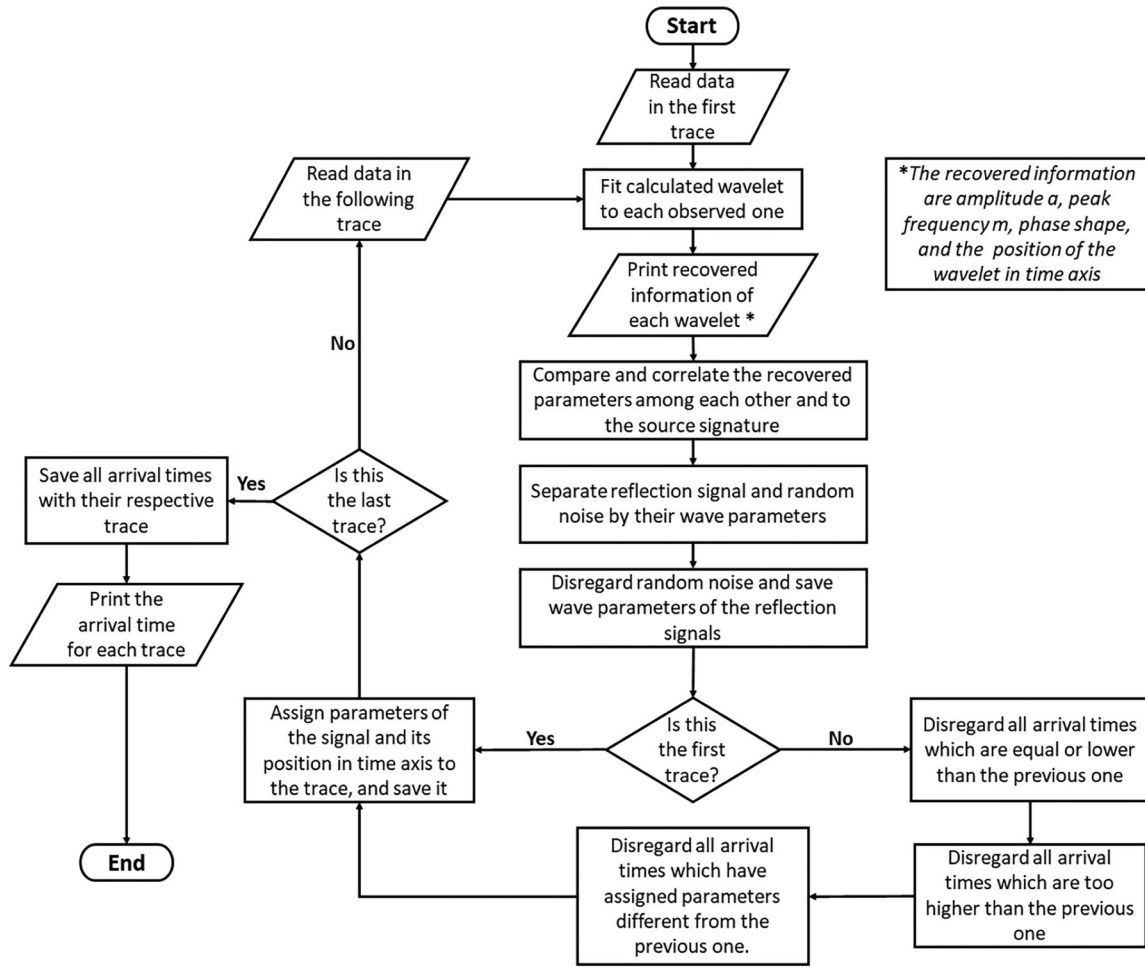 Start
Read data
in the first
trace
Read data in
the following
trace
Fit calculated wavelet
to each observed one
*The recovered information
are amplitude a, peak
frequency m, phase shape,
and the position of the
wavelet in time axis
Print recovered
information of
each wavelet *
No
Compare and correlate the recovered
parameters among each other and to
the source signature
Save all arrival times
with their respective
trace
Yes
Is this
the last
trace?
Separate reflection signal and random
noise by their wave parameters
Disregard random noise and save
wave parameters of the reflection
signals
Print the
arrival time
for each trace
Assign parameters of
the signal and its
position in time axis to
the trace, and save it
Yes
Is this
the first
trace?
No
Disregard all arrival times
which are equal or lower
than the previous one
End
Disregard all arrival
times which have
assigned parameters
different from the
previous one.
Disregard all arrival
times which are too
higher than the previous
one